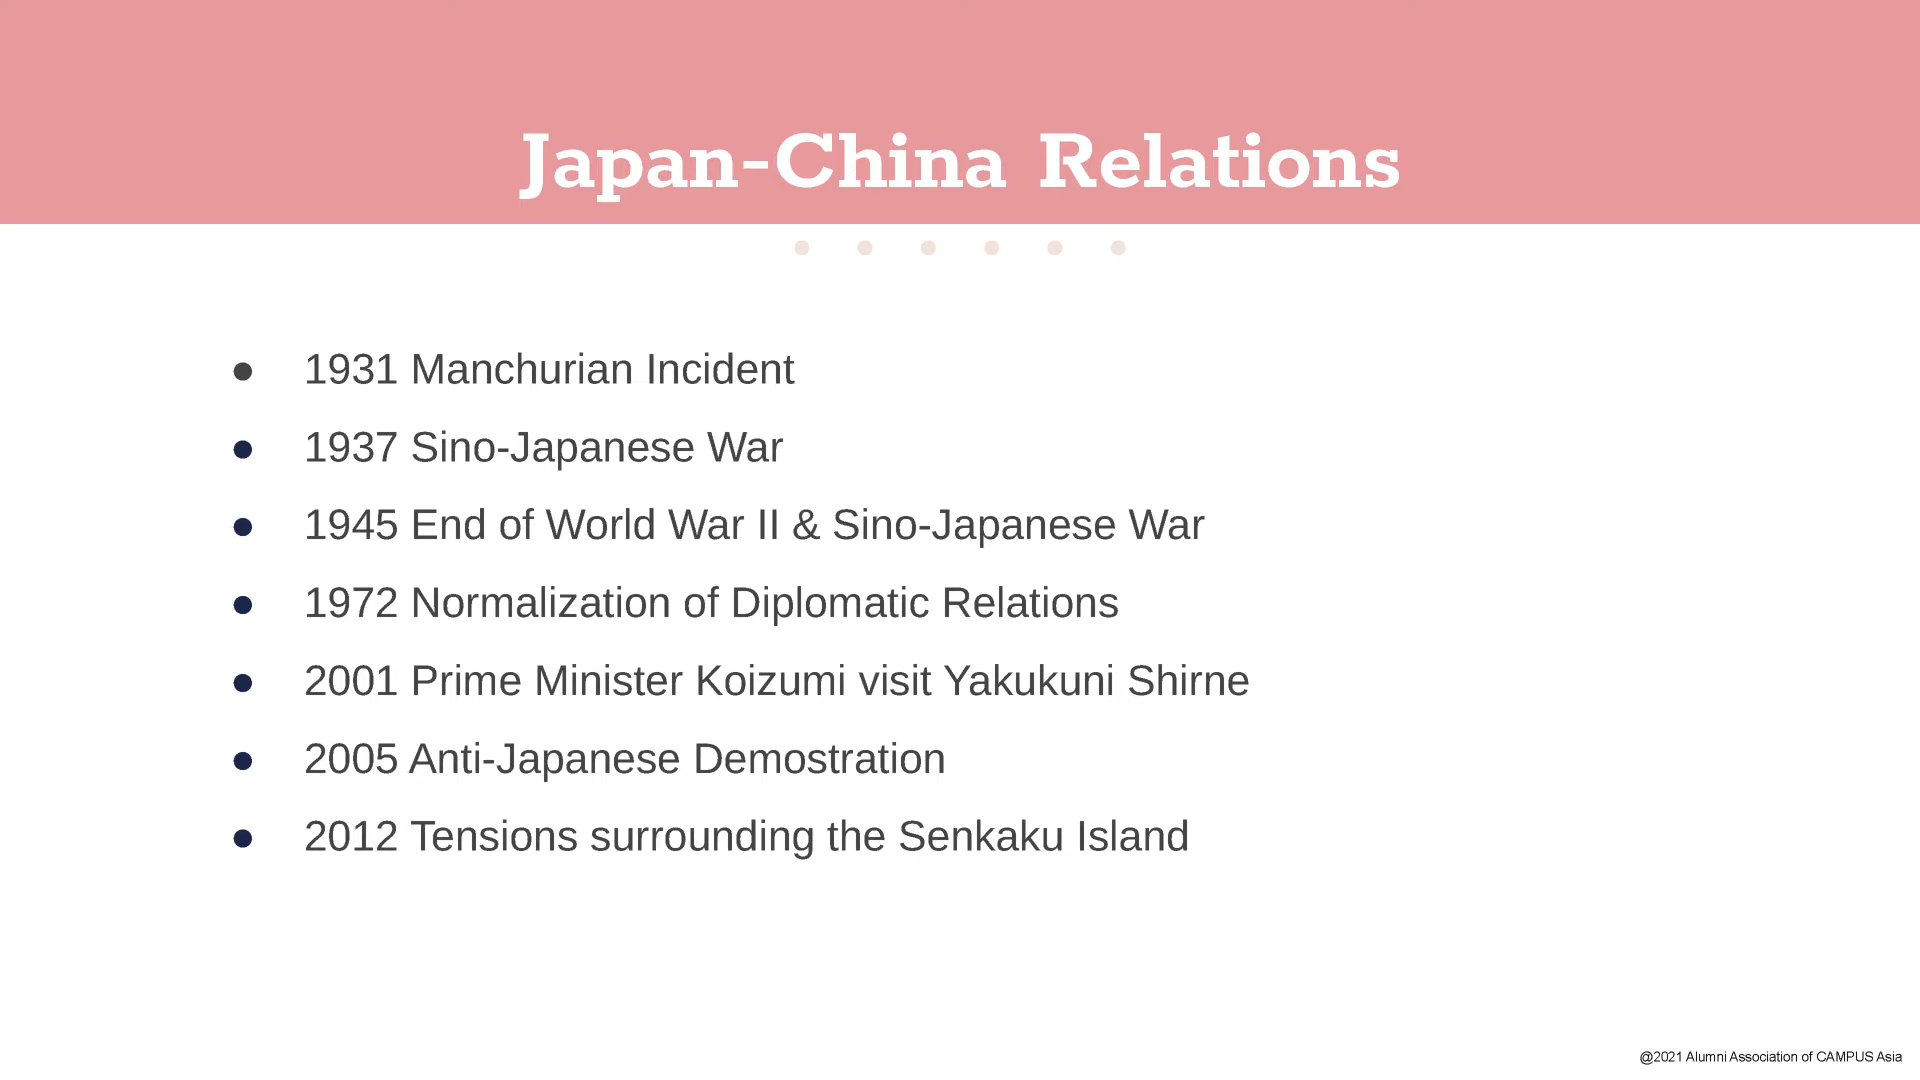 Japan-China Relations
● 1931 Manchurian Incident
● 1937 Sino-Japanese War
● 1945 End of World War II & Sino-Japanese War
● 1972 Normalization of Diplomatic Relations
● 2001 Prime Minister Koizumi visit Yakukuni Shirne
● 2005 Anti-Japanese Demostration
● 2012 Tensions surrounding the Senkaku Island
@2021 Alumni Association of CAMPUS Asia